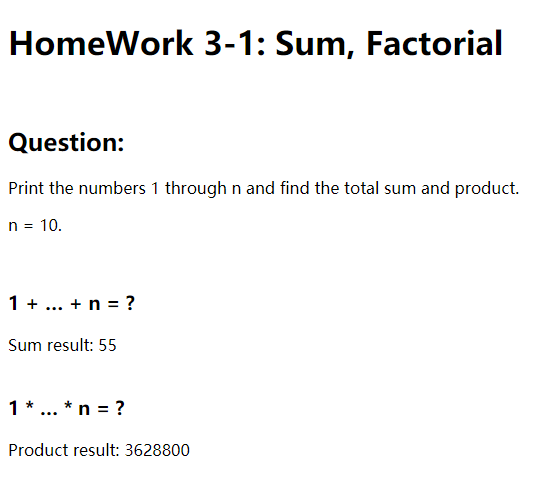 HomeWork 3-1: Sum, Factorial
Question:
Print the numbers 1 through n and find the total sum and product.
n = 10.
1 + ... + n = ?
Sum result: 55
1 * ... * n = ?
Product result: 3628800